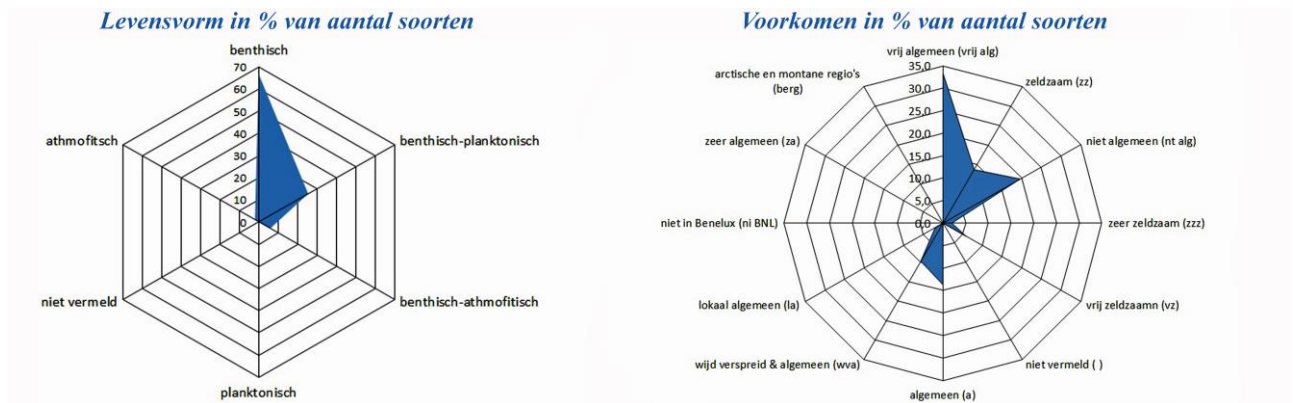 Levensvorm in % van aantal soorten
benthisch
70
60
50
40
30
20
10
0
benthisch-planktonisch
benthisch-athmofitisch
planktonisch
niet vermeld
athmofitsch
Voorkomen in % van aantal soorten
vrij algemeen (vrij alg)
35,0
30,0
25,0
20,0
15,0
10,0
5,0
0,0
zeldzaam (zz)
niet algemeen (nt alg)
zeer zeldzaam (zzz)
vrij zeldzaamn (vz)
niet vermeld ( )
algemeen (a)
wijd verspreid & algemeen (wva)
lokaal algemeen (la)
niet in Benelux (ni BNL)
zeer algemeen (za)
arctische en montane regio's
(berg)